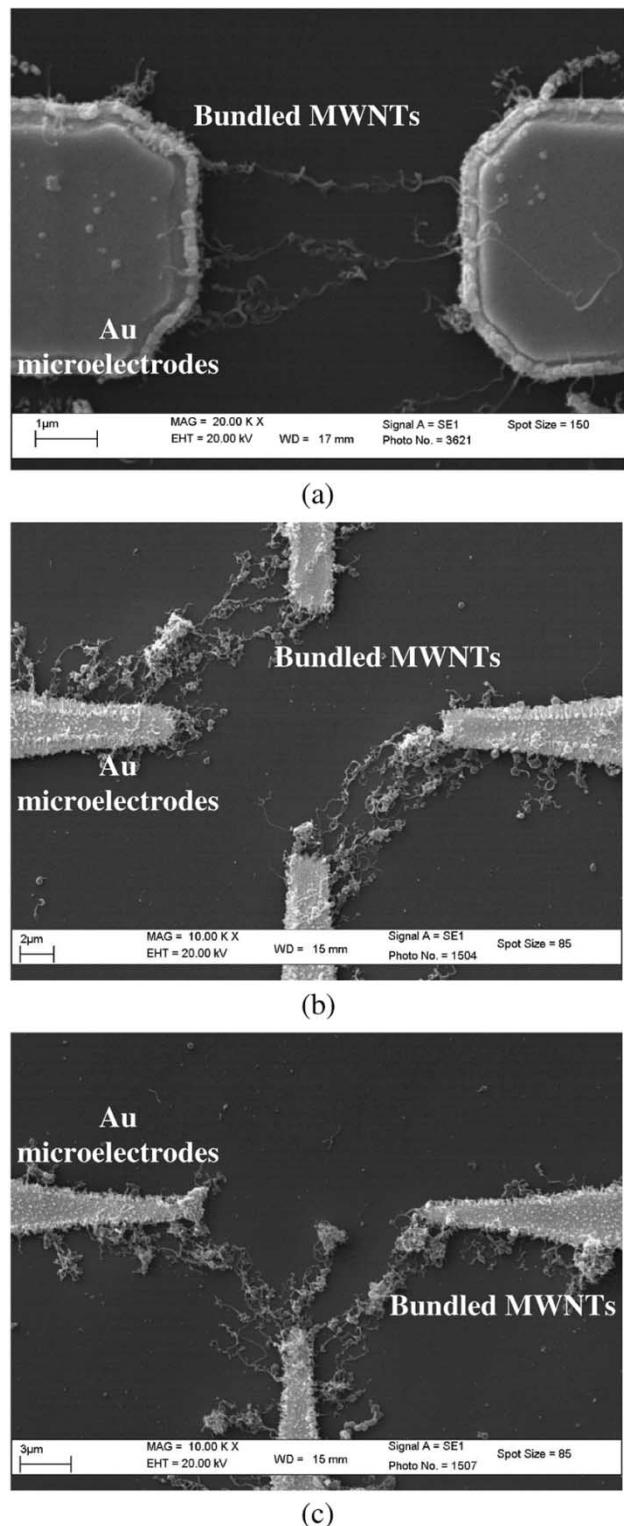 Bundled MWNTs
Au
microelectrodes
1µm
MAG = 20.00 K X
EHT = 20.00 kV
WD = 17 mm
Signal A = SE1
Photo No. = 3621
Spot Size = 150
(a)
Bundled MWNTs
Au
microelectrodes
2µm
MAG = 10.00 K X
EHT = 20.00 kV
WD = 15 mm
Signal A = SE1
Photo No. = 1504
Spot Size = 85
(b)
Au
microelectrodes
Bundled MWNTs
3µm
MAG = 10.00 K X
EHT = 20.00 kV
WD = 15 mm
Signal A = SE1
Photo No. = 1507
Spot Size = 85
(c)